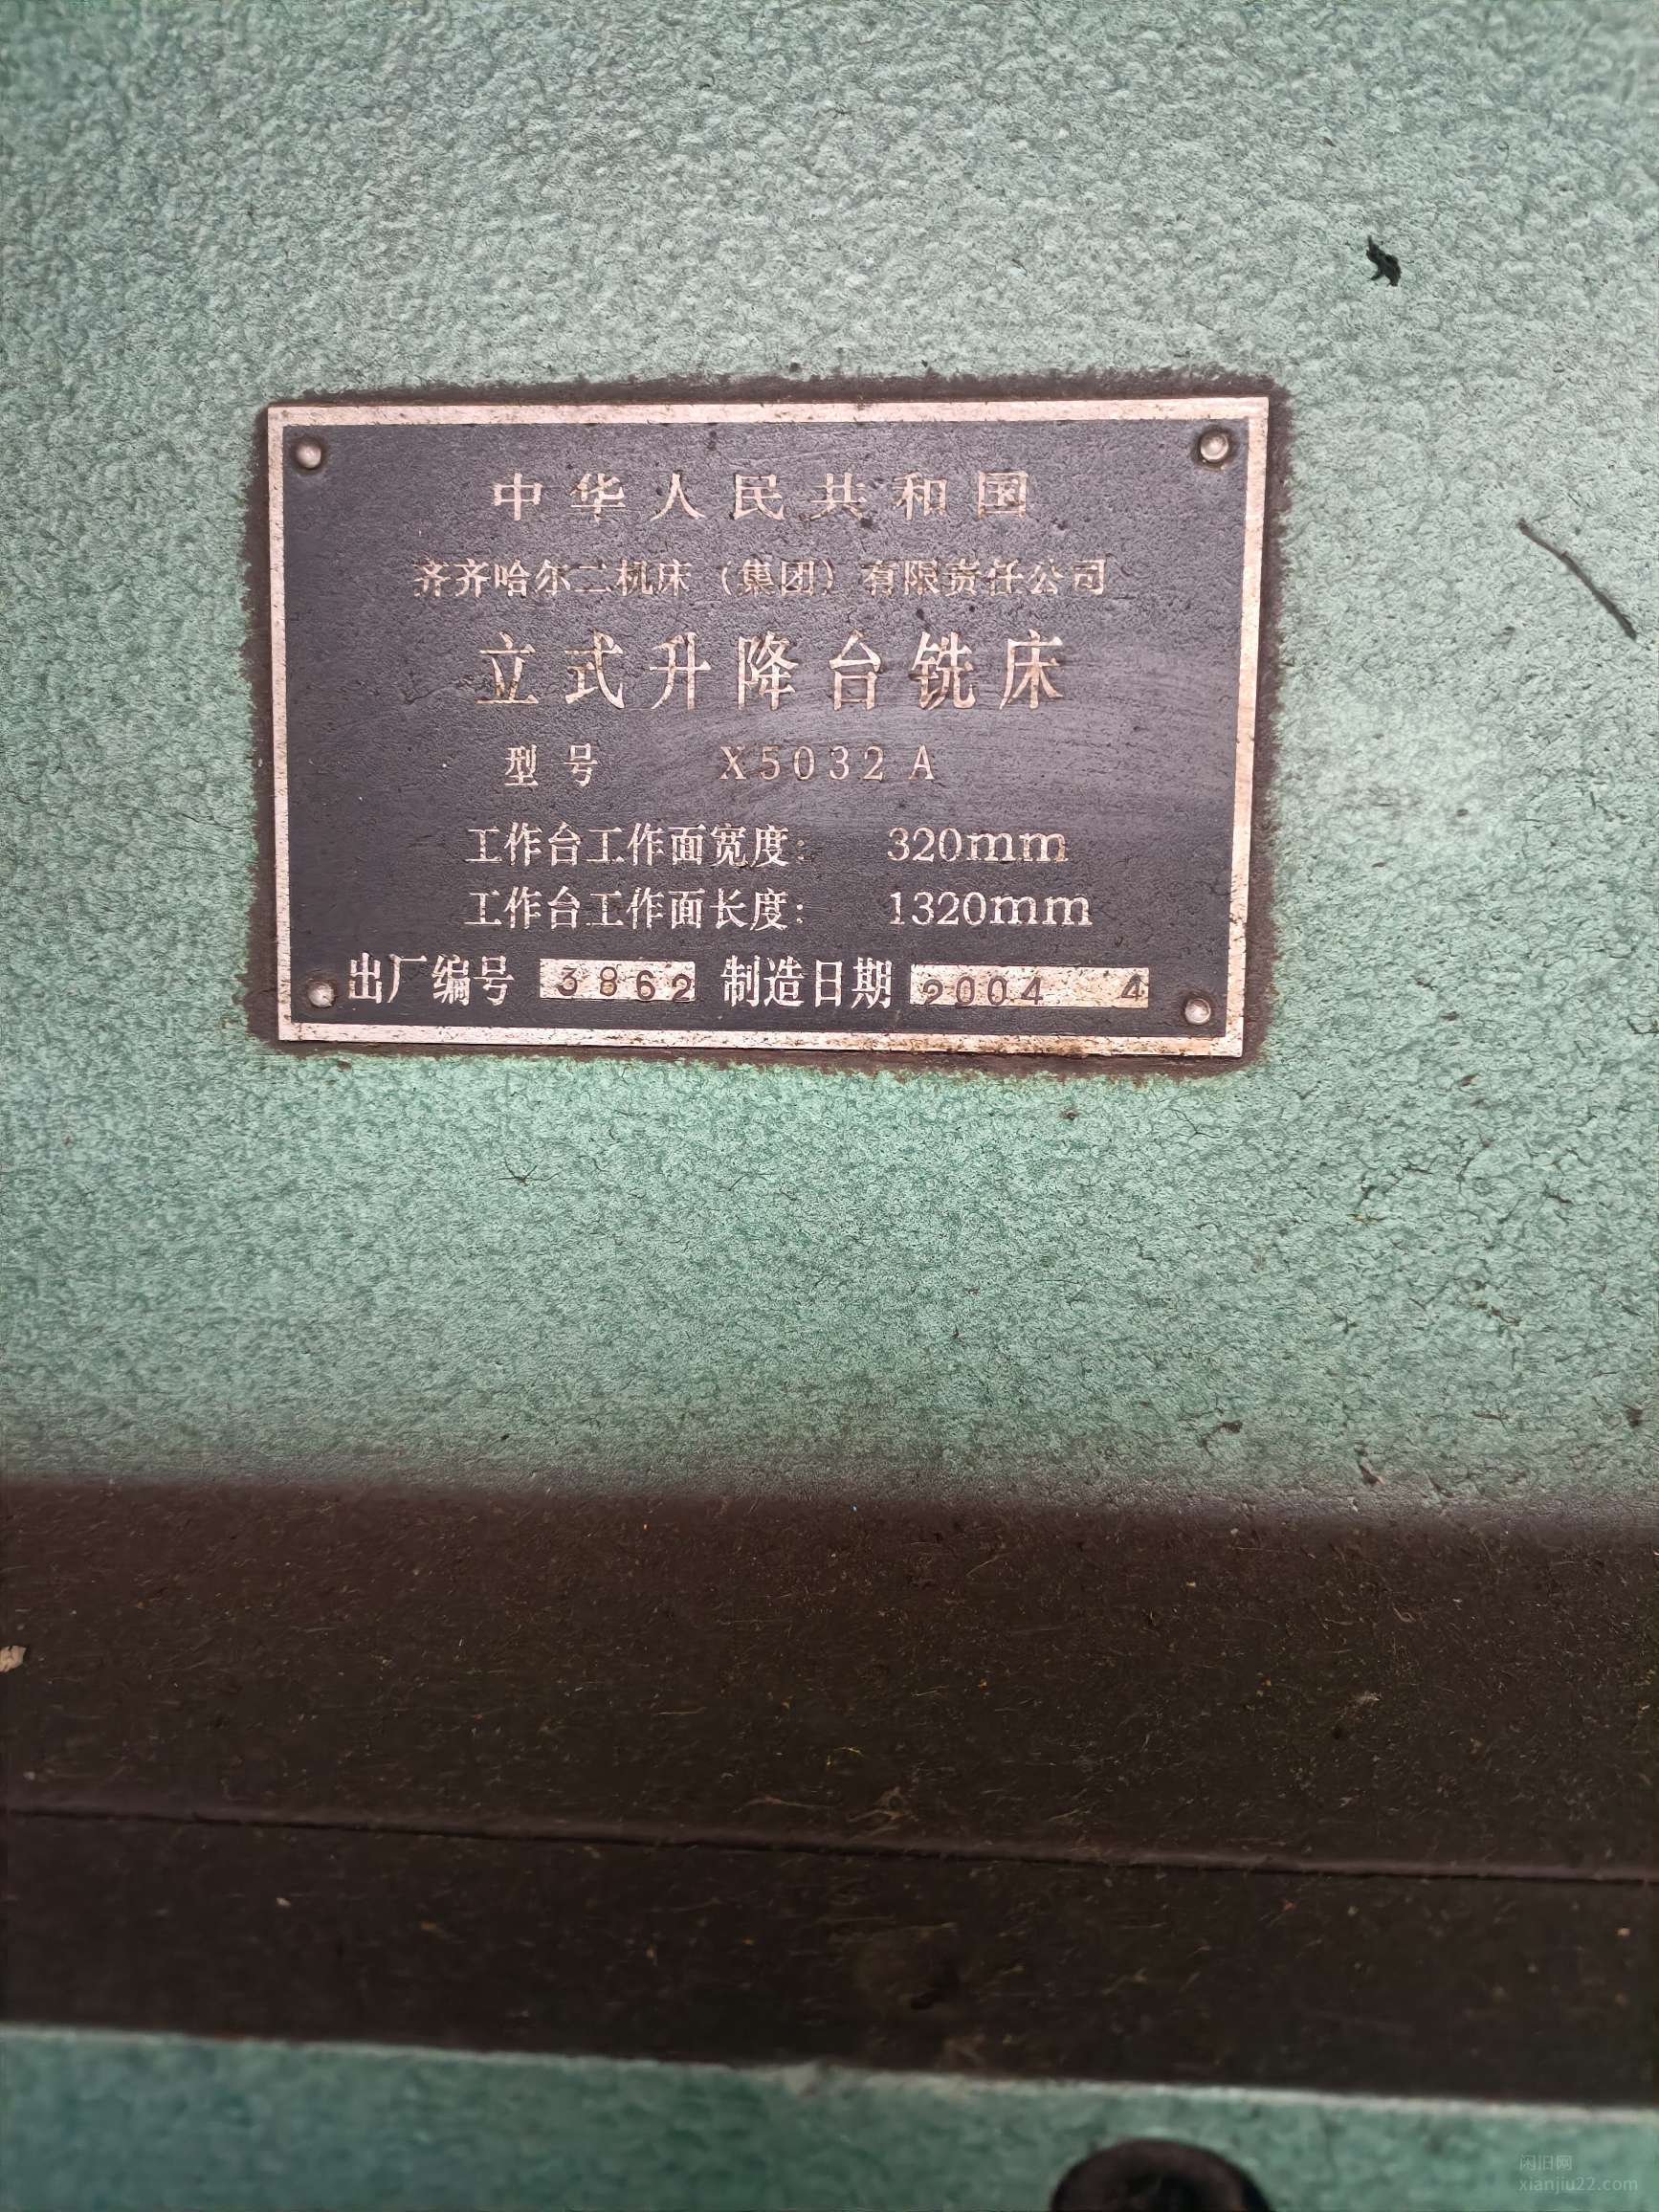 中华人民共和国
齐齐哈尔二机床（集团）有限责任公司
立式升降台铣床
型号 X5032A
工作台工作面宽度： 320mm
工作台工作面长度： 1320mm
出厂编号 3862 制造日期 2004 4
闲旧网
xianjiu22.com